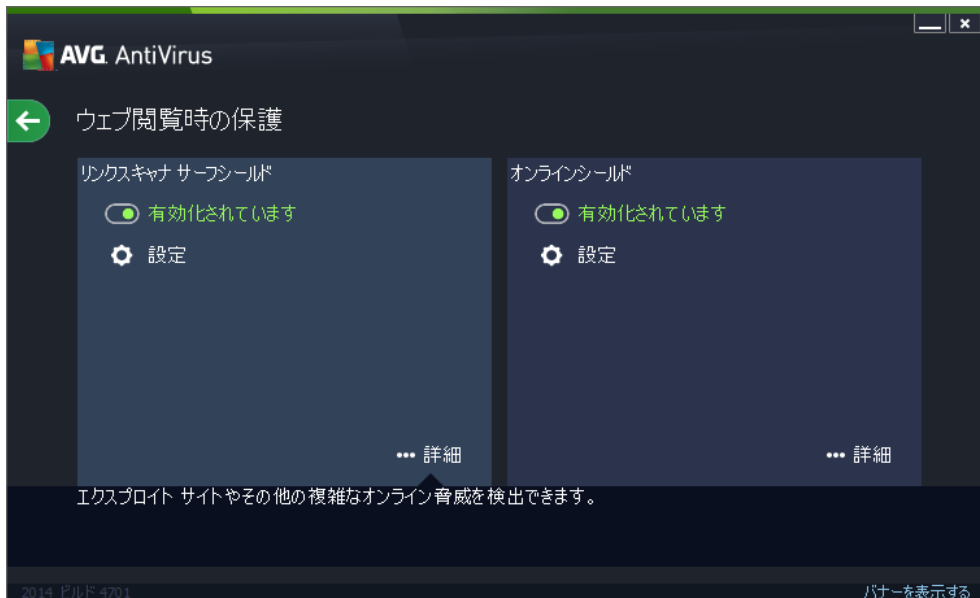 AVG. AntiVirus
ウェブ閲覧時の保護
リンクスキャナ サーフシールド
有効化されています
設定
••• 詳細
オンラインシールド
有効化されています
設定
••• 詳細
エクスプロイト サイトやその他の複雑なオンライン脅威を検出できます。
2014 ビルド 4701
バナーを表示する